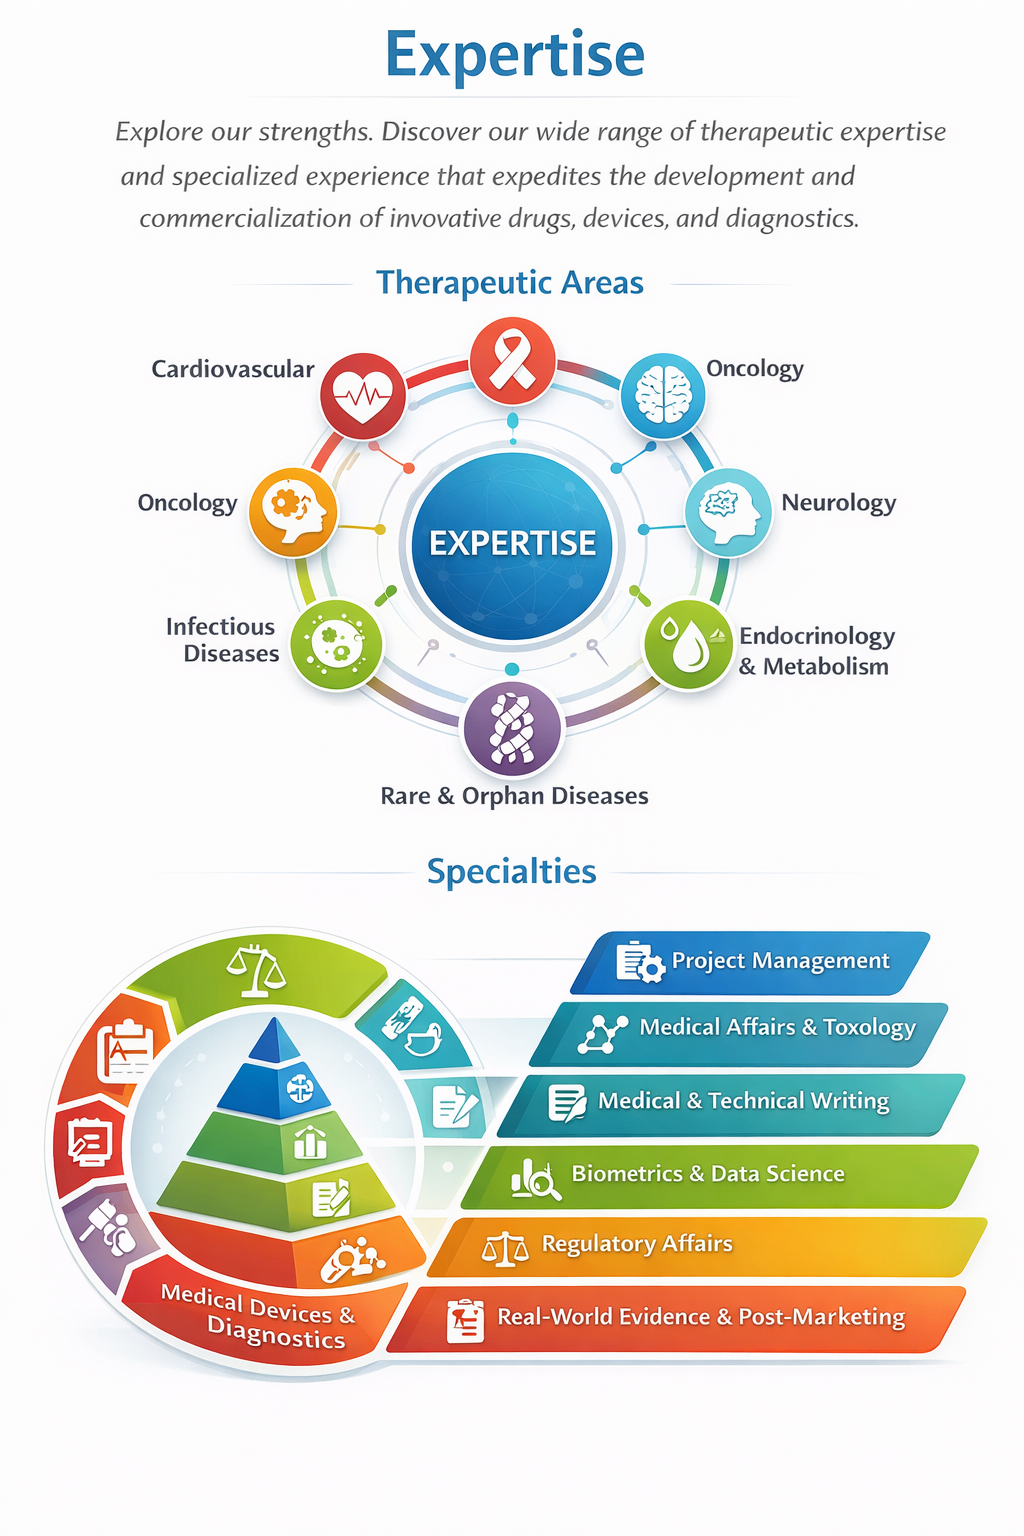 Expertise
Explore our strengths. Discover our wide range of therapeutic expertise
and specialized experience that expedites the development and
commercialization of invovative drugs, devices, and diagnostics.
Therapeutic Areas
Cardiovascular
Oncology
Oncology
Neurology
EXPERTISE
Infectious
Diseases
Endocrinology
& Metabolism
Rare & Orphan Diseases
Specialties
Project Management
Medical Affairs & Toxology
Medical & Technical Writing
Biometrics & Data Science
Regulatory Affairs
Real-World Evidence & Post-Marketing
Medical Devices &
Diagnostics